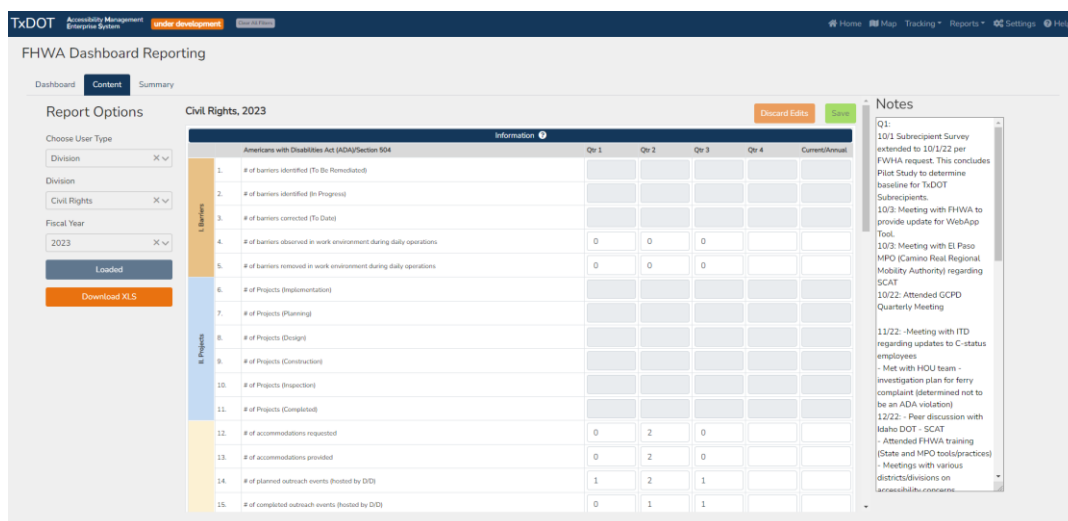 TxDOT Accessibility Management Enterprise System under development Clear All Filters Home Map Tracking Reports Settings Help
FHWA Dashboard Reporting
Dashboard Content Summary
Report Options
Choose User Type
Division
Division
Civil Rights
Fiscal Year
2023
Loaded
Download XLS
Civil Rights, 2023
Discard Edits Save
Information
Americans with Disabilities Act (ADA)/Section 504 Qtr 1 Qtr 2 Qtr 3 Qtr 4 Current/Annual
I. Barriers
1. # of barriers identified (To Be Remediated)
2. # of barriers identified (In Progress)
3. # of barriers corrected (To Date)
4. # of barriers observed in work environment during daily operations 0 0 0
5. # of barriers removed in work environment during daily operations 0 0 0
II. Projects
6. # of Projects (Implementation)
7. # of Projects (Planning)
8. # of Projects (Design)
9. # of Projects (Construction)
10. # of Projects (Inspection)
11. # of Projects (Completed)
12. # of accommodations requested 0 2 0
13. # of accommodations provided 0 2 0
14. # of planned outreach events (hosted by D/D) 1 2 1
15. # of completed outreach events (hosted by D/D) 0 1 1
Notes
Q1:
10/1 Subrecipient Survey
extended to 10/1/22 per
FWHA request. This concludes
Pilot Study to determine
baseline for TxDOT
Subrecipients.
10/3: Meeting with FHWA to
provide update for WebApp
Tool.
10/3: Meeting with El Paso
MPO (Camino Real Regional
Mobility Authority) regarding
SCAT
10/22: Attended GCPD
Quarterly Meeting
11/22: -Meeting with ITD
regarding updates to C-status
employees
- Met with HOU team -
investigation plan for ferry
complaint (determined not to
be an ADA violation)
12/22: - Peer discussion with
Idaho DOT - SCAT
- Attended FHWA training
(State and MPO tools/practices)
- Meetings with various
districts/divisions on
accessibility concerns